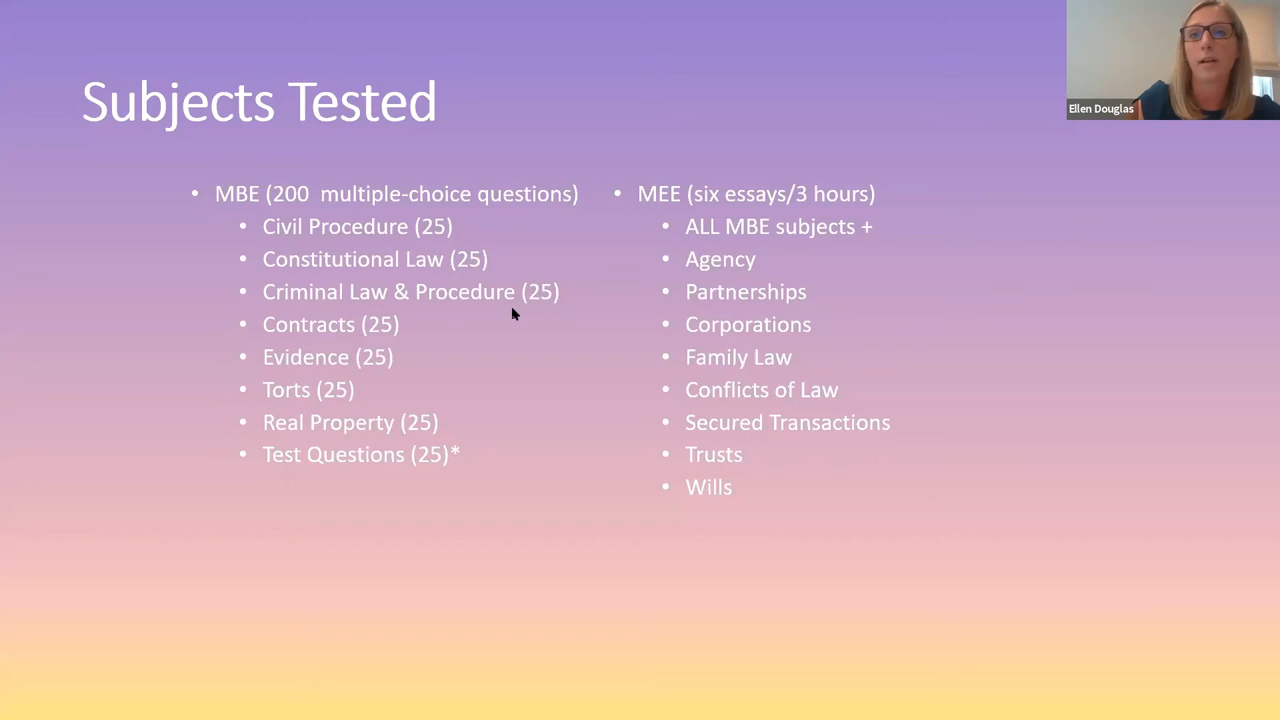 Subjects Tested
Ellen Douglas
• MBE (200  multiple-choice questions)
• Civil Procedure (25)
• Constitutional Law (25)
• Criminal Law & Procedure (25)
• Contracts (25)
• Evidence (25)
• Torts (25)
• Real Property (25)
• Test Questions (25)*
• MEE (six essays/3 hours)
• ALL MBE subjects +
• Agency
• Partnerships
• Corporations
• Family Law
• Conflicts of Law
• Secured Transactions
• Trusts
• Wills